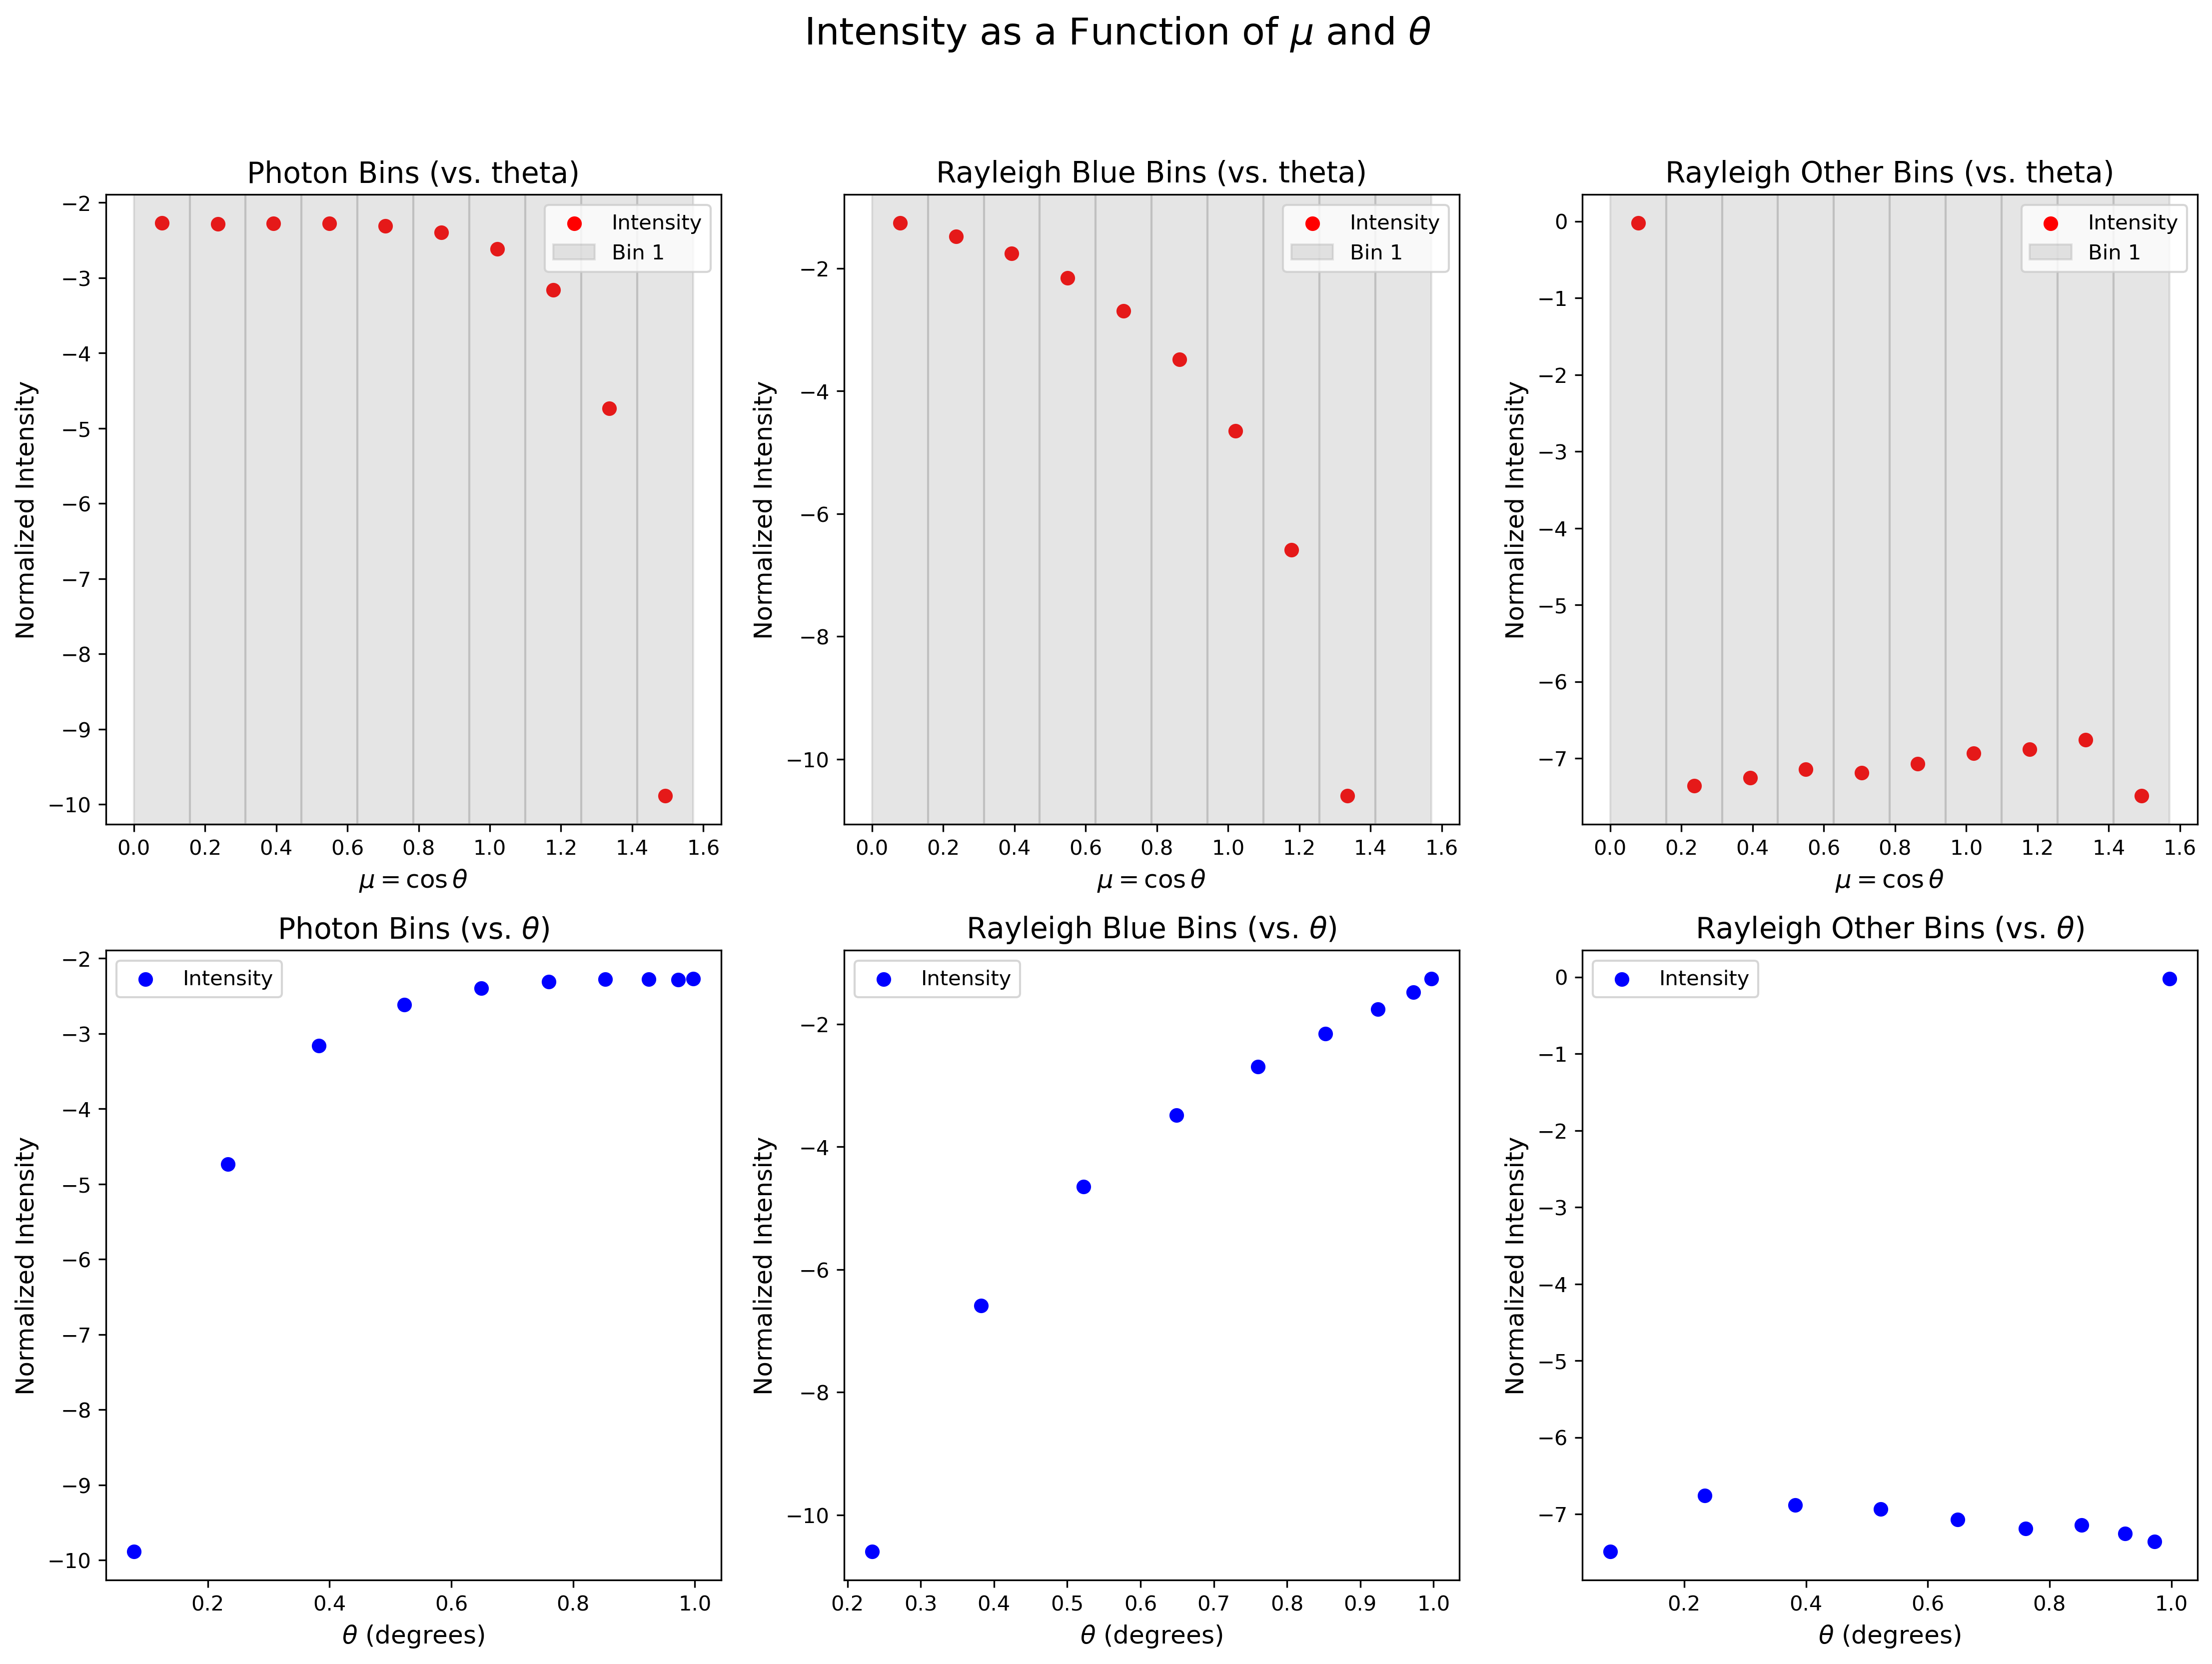 Intensity as a Function of μ and θ
Photon Bins (vs. theta)
Intensity
Bin 1
−2
−3
−4
−5
−6
−7
−8
−9
−10
Normalized Intensity
0.0 0.2 0.4 0.6 0.8 1.0 1.2 1.4 1.6
μ = cos θ
Rayleigh Blue Bins (vs. theta)
Intensity
Bin 1
−2
−4
−6
−8
−10
Normalized Intensity
0.0 0.2 0.4 0.6 0.8 1.0 1.2 1.4 1.6
μ = cos θ
Rayleigh Other Bins (vs. theta)
Intensity
Bin 1
0
−1
−2
−3
−4
−5
−6
−7
Normalized Intensity
0.0 0.2 0.4 0.6 0.8 1.0 1.2 1.4 1.6
μ = cos θ
Photon Bins (vs. θ)
Intensity
−2
−3
−4
−5
−6
−7
−8
−9
−10
Normalized Intensity
0.2 0.4 0.6 0.8 1.0
θ (degrees)
Rayleigh Blue Bins (vs. θ)
Intensity
−2
−4
−6
−8
−10
Normalized Intensity
0.2 0.3 0.4 0.5 0.6 0.7 0.8 0.9 1.0
θ (degrees)
Rayleigh Other Bins (vs. θ)
Intensity
0
−1
−2
−3
−4
−5
−6
−7
Normalized Intensity
0.2 0.4 0.6 0.8 1.0
θ (degrees)